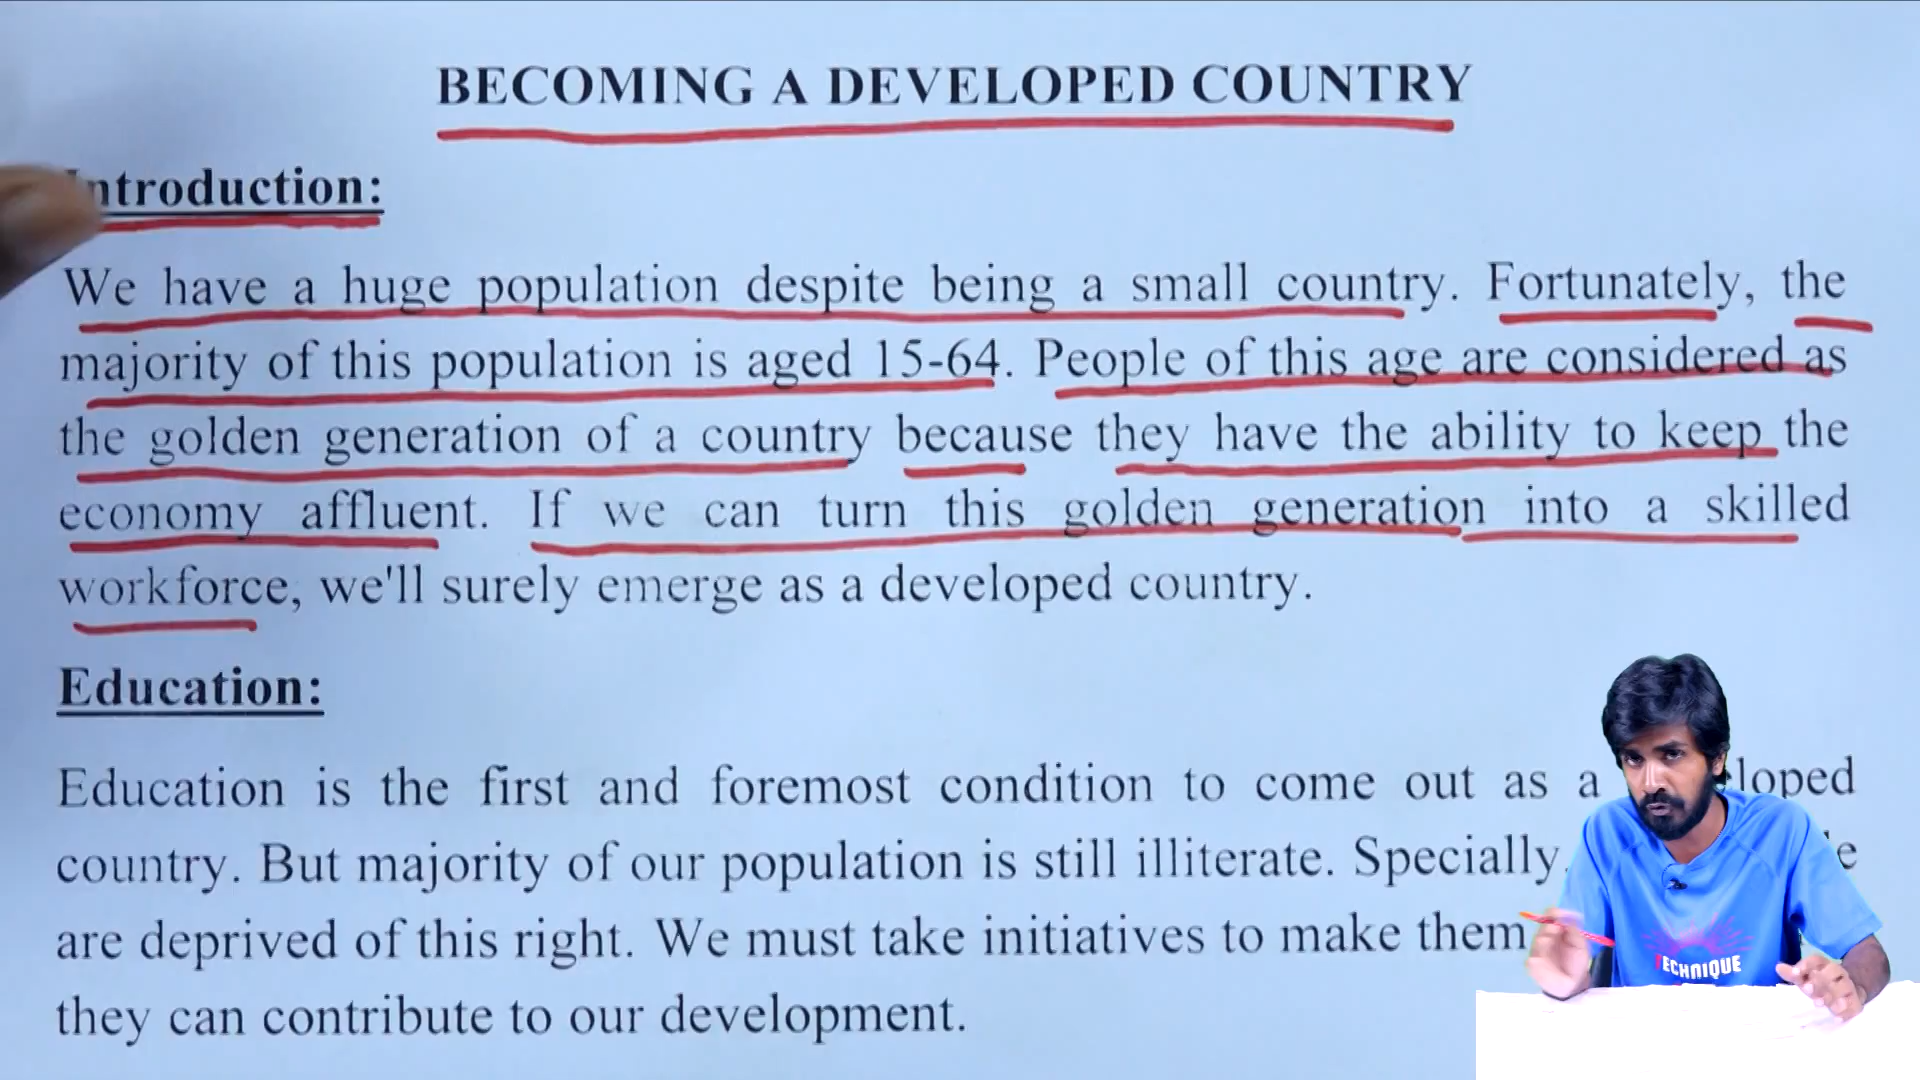 BECOMING A DEVELOPED COUNTRY
Introduction:
We have a huge population despite being a small country. Fortunately, the
majority of this population is aged 15-64. People of this age are considered as
the golden generation of a country because they have the ability to keep the
economy affluent. If we can turn this golden generation into a skilled
workforce, we'll surely emerge as a developed country.
Education:
Education is the first and foremost condition to come out as a
country. But majority of our population is still illiterate. Specially,
are deprived of this right. We must take initiatives to make them
they can contribute to our development.
TECHNIQUE